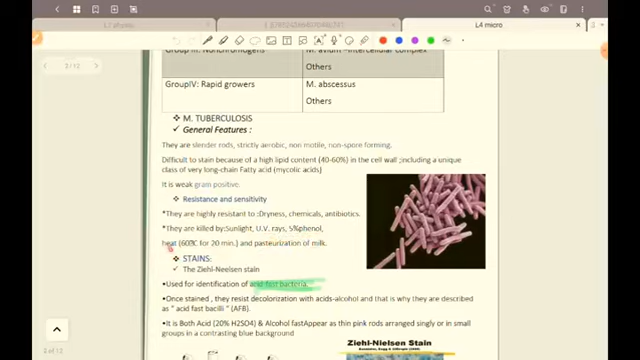 L4 micro
2 / 12
Group III: Nonchromogens
M. avium -intercellular complex
Others
GroupIV: Rapid growers
M. abscessus
Others
M. TUBERCULOSIS
General Features :
They are slender rods, strictly aerobic, non motile, non-spore forming.
Difficult to stain because of a high lipid content (40-60%) in the cell wall ;including a unique
class of very long-chain Fatty acid (mycolic acids)
It is weak gram positive.
Resistance and sensitivity
*They are highly resistant to :Dryness, chemicals, antibiotics.
*They are killed by:Sunlight, U.V. rays, 5%phenol,
heat (60ºC for 20 min.) and pasteurization of milk.
STAINS:
The Ziehl-Neelsen stain
•Used for identification of acid-fast bacteria.
•Once stained , they resist decolorization with acids-alcohol and that is why they are described
as " acid fast bacilli " (AFB)
•It is Both Acid (20% H2SO4) & Alcohol fastAppear as thin pink rods arranged singly or in small
groups in a contrasting blue background
Ziehl-Nielsen Stain
2 of 12